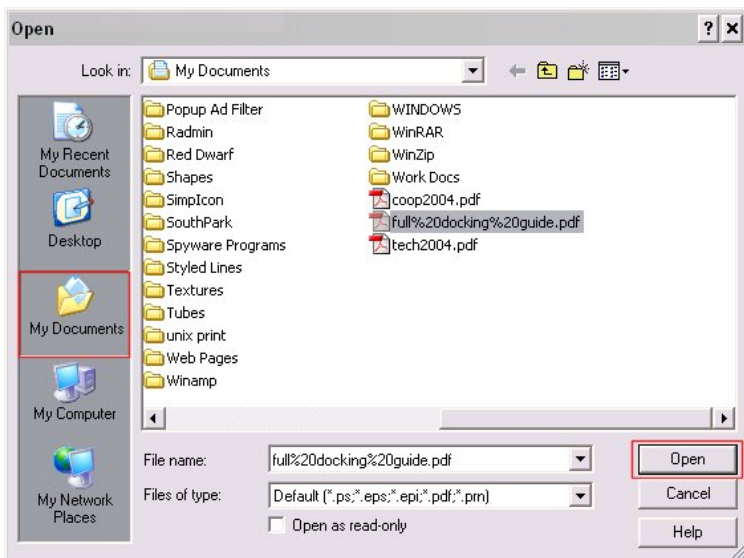 Open
Look in: My Documents
My Recent
Documents
Desktop
My Documents
My Computer
My Network
Places
Popup Ad Filter
Radmin
Red Dwarf
Shapes
SimpIcon
SouthPark
Spyware Programs
Styled Lines
Textures
Tubes
unix print
Web Pages
Winamp
WINDOWS
WinRAR
WinZip
Work Docs
coop2004.pdf
full%20docking%20guide.pdf
tech2004.pdf
File name: full%20docking%20guide.pdf Open
Files of type: Default (*.ps;*.eps;*.epi;*.pdf;*.prn) Cancel
Open as read-only
Help